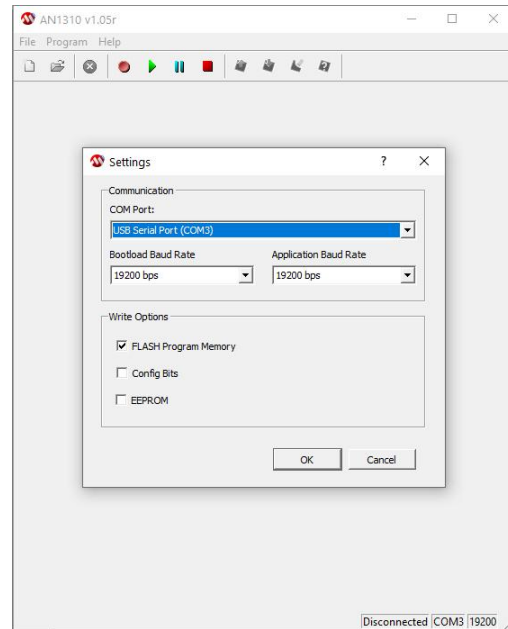 AN1310 v1.05r
File Program Help
Settings
Communication
COM Port:
USB Serial Port (COM3)
Bootload Baud Rate Application Baud Rate
19200 bps 19200 bps
Write Options
FLASH Program Memory
Config Bits
EEPROM
OK Cancel
Disconnected COM3 19200